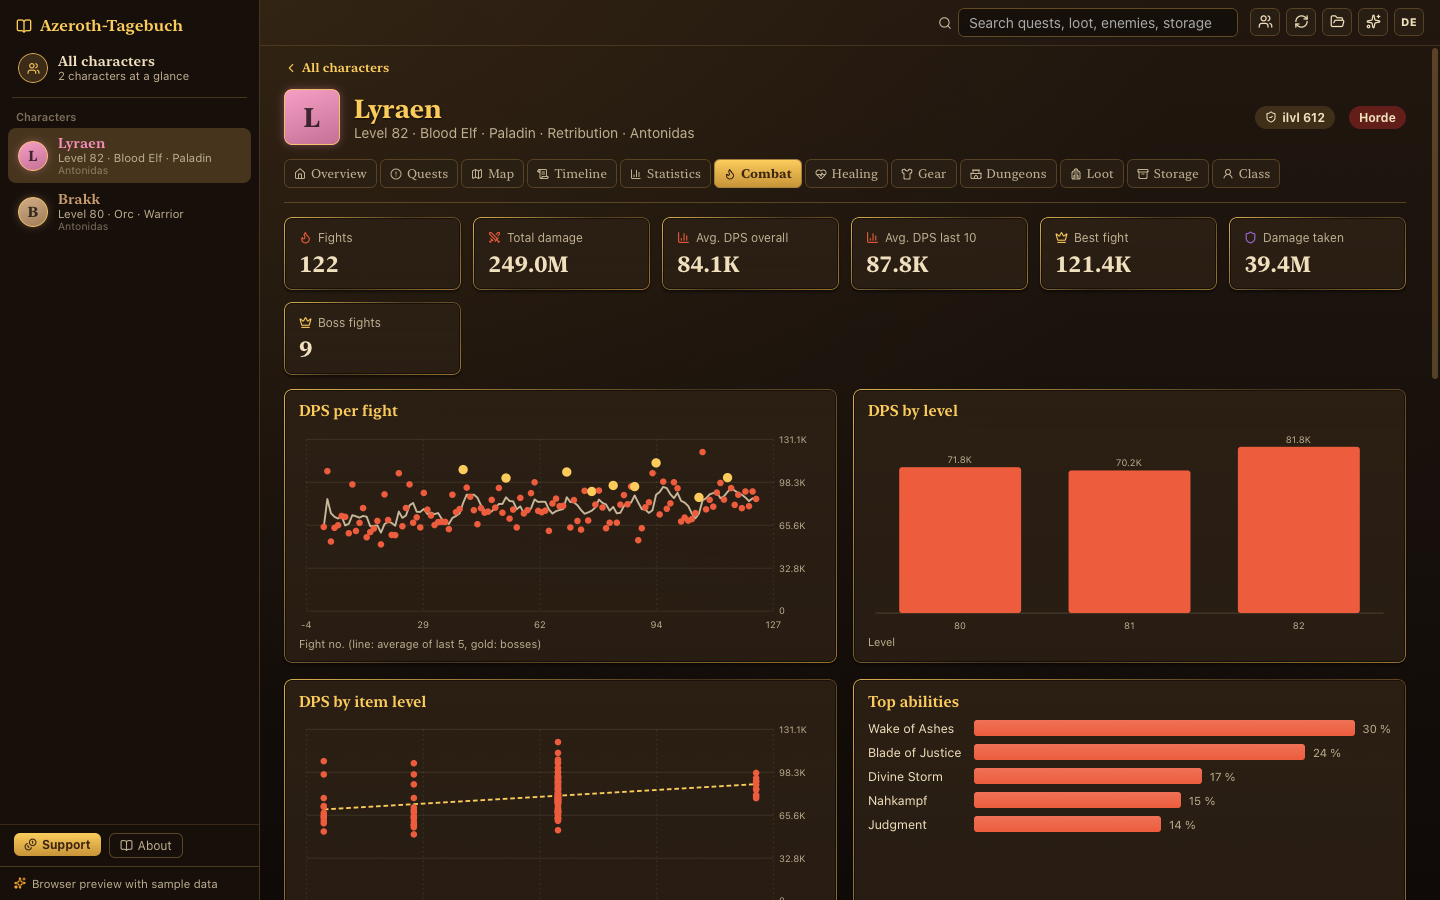 Azeroth-Tagebuch
All characters
2 characters at a glance
Characters
L
Lyraen
Level 82 · Blood Elf · Paladin
Antonidas
B
Brakk
Level 80 · Orc · Warrior
Antonidas
Support
About
Browser preview with sample data
Search quests, loot, enemies, storage
DE
All characters
L
Lyraen
Level 82 · Blood Elf · Paladin · Retribution · Antonidas
ilvl 612
Horde
Overview
Quests
Map
Timeline
Statistics
Combat
Healing
Gear
Dungeons
Loot
Storage
Class
Fights
122
Total damage
249.0M
Avg. DPS overall
84.1K
Avg. DPS last 10
87.8K
Best fight
121.4K
Damage taken
39.4M
Boss fights
9
DPS per fight
131.1K
98.3K
65.6K
32.8K
0
-4 29 62 94 127
Fight no. (line: average of last 5, gold: bosses)
DPS by level
71.8K 70.2K 81.8K
80 81 82
Level
DPS by item level
131.1K
98.3K
65.6K
32.8K
Top abilities
Wake of Ashes 30 %
Blade of Justice 24 %
Divine Storm 17 %
Nahkampf 15 %
Judgment 14 %